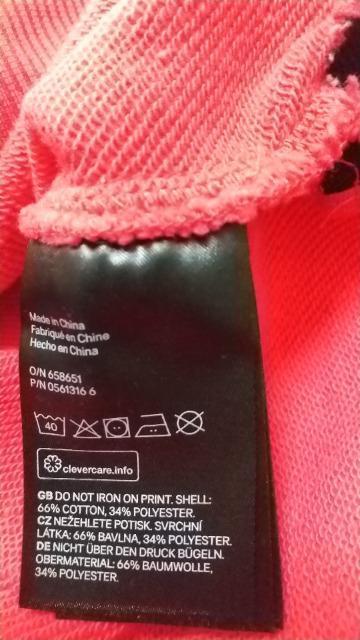 Made in China
Fabriqué en Chine
Hecho en China
O/N 658651
P/N 0561316 6
40
clevercare.info
GB DO NOT IRON ON PRINT. SHELL:
66% COTTON, 34% POLYESTER.
CZ NEŽEHLETE POTISK. SVRCHNÍ
LÁTKA: 66% BAVLNA, 34% POLYESTER.
DE NICHT ÜBER DEN DRUCK BÜGELN.
OBERMATERIAL: 66% BAUMWOLLE,
34% POLYESTER.